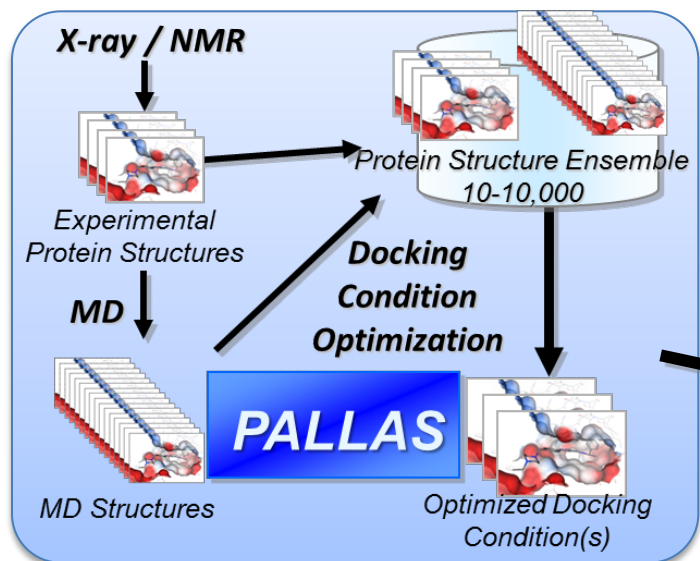 X-ray / NMR
Protein Structure Ensemble
10-10,000
Experimental
Protein Structures
MD
Docking
Condition
Optimization
PALLAS
MD Structures
Optimized Docking
Condition(s)